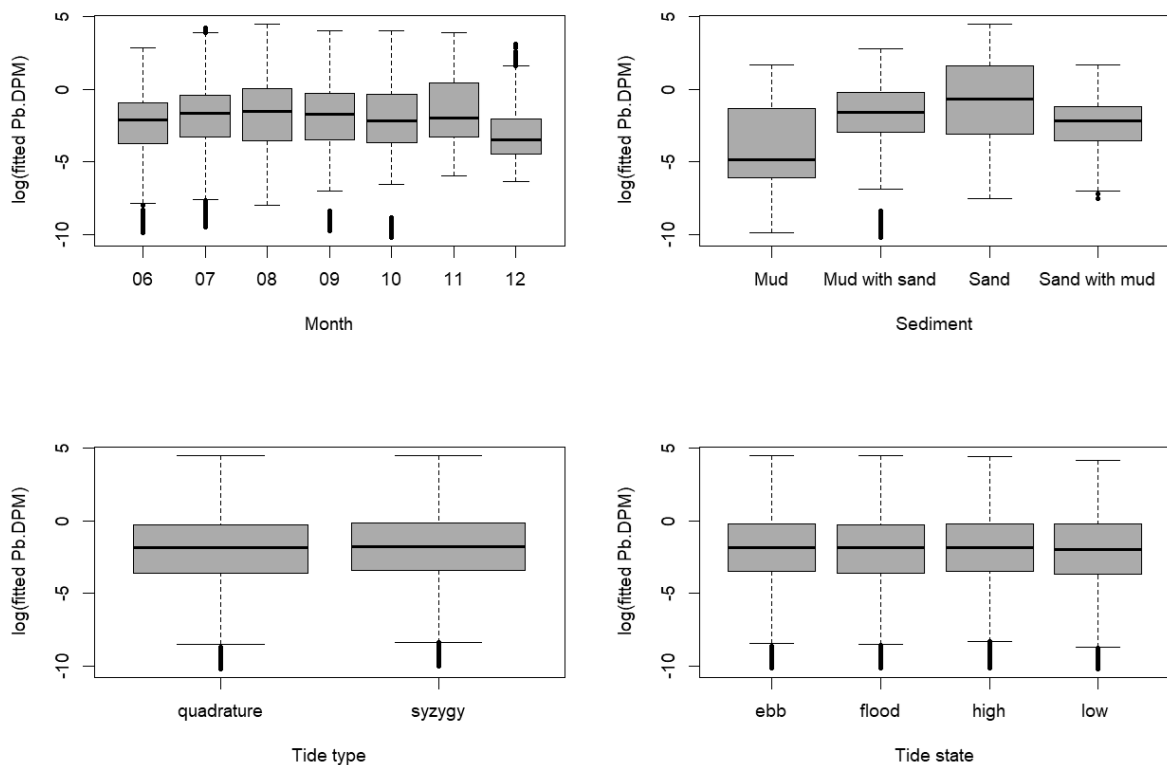 log(fitted Pb.DPM)
5
0
-5
-10
06 07 08 09 10 11 12
Month
log(fitted Pb.DPM)
5
0
-5
-10
Mud Mud with sand Sand Sand with mud
Sediment
log(fitted Pb.DPM)
5
0
-5
-10
quadrature syzygy
Tide type
log(fitted Pb.DPM)
5
0
-5
-10
ebb flood high low
Tide state